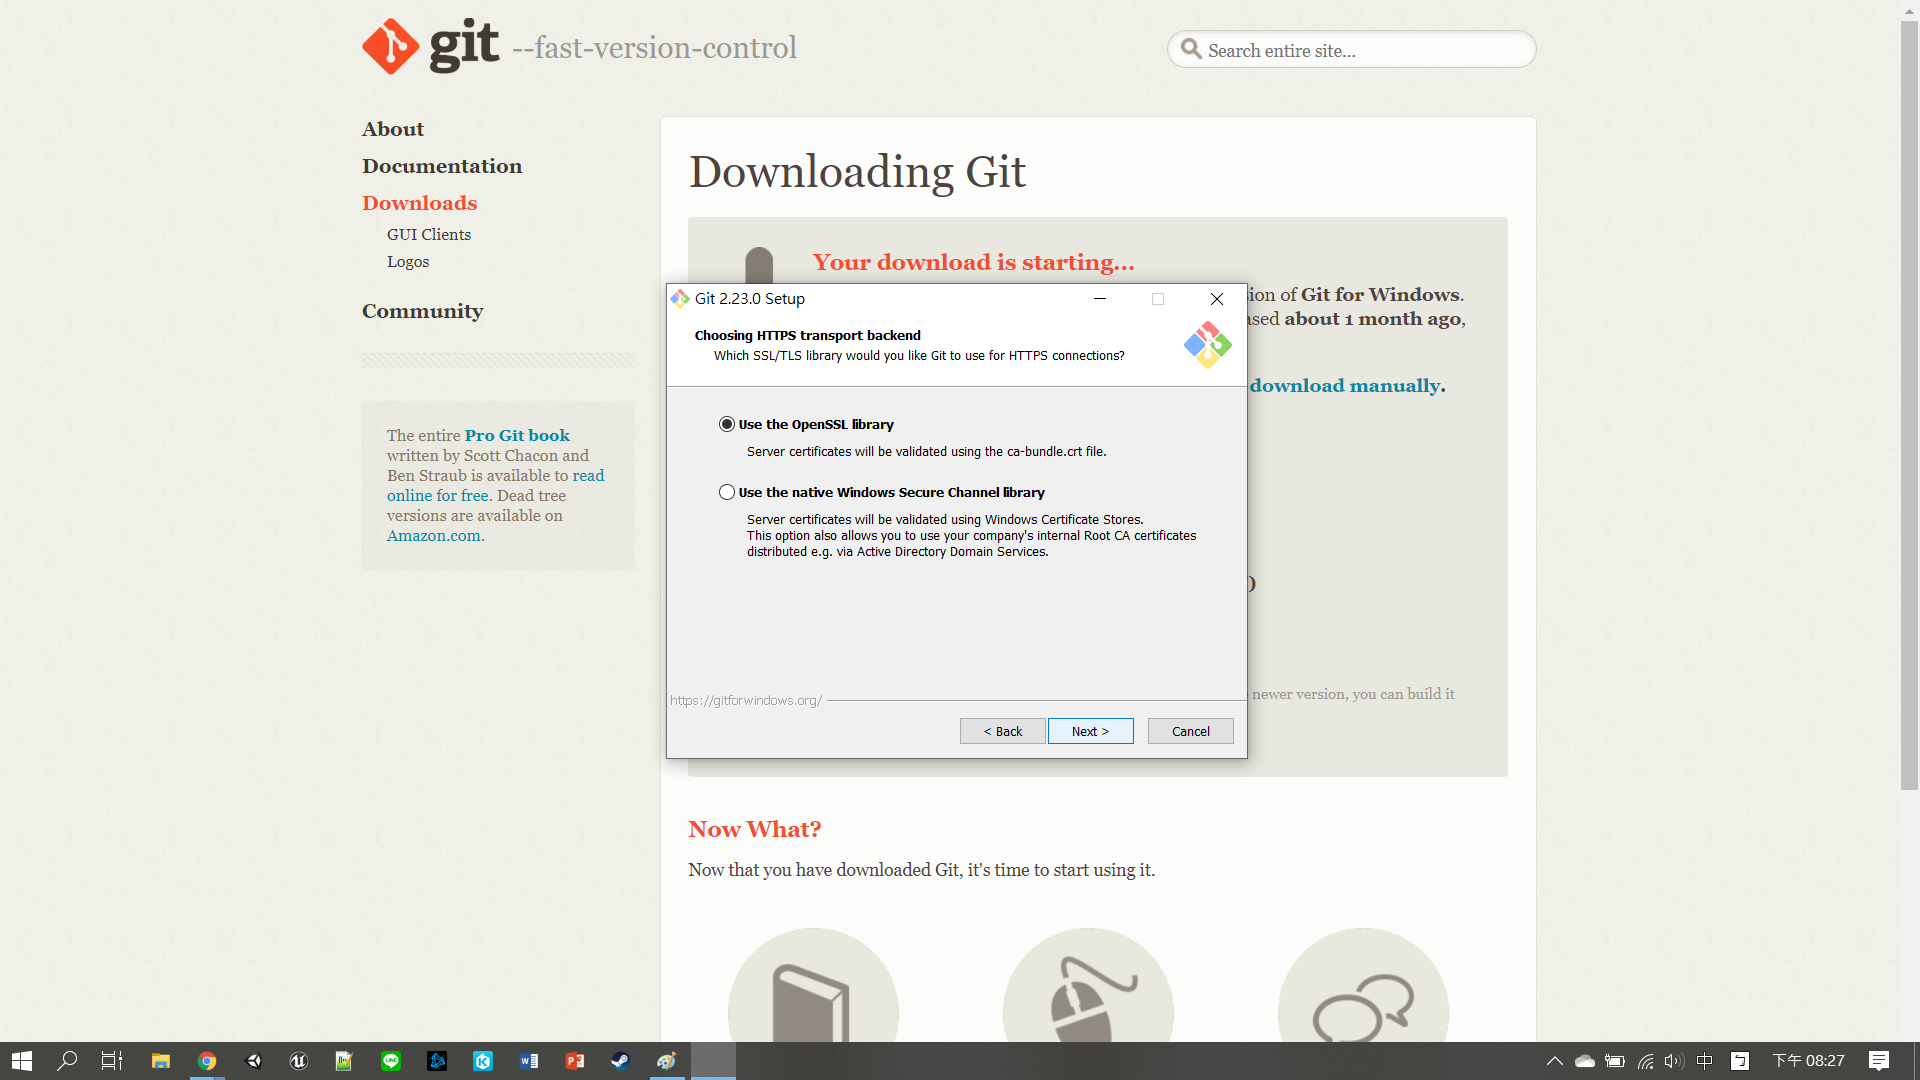 git --fast-version-control
Search entire site...
About
Documentation
Downloads
GUI Clients
Logos
Community
The entire Pro Git book
written by Scott Chacon and
Ben Straub is available to read
online for free. Dead tree
versions are available on
Amazon.com.
Downloading Git
Your download is starting...
ion of Git for Windows.
ased about 1 month ago,
download manually.
)
newer version, you can build it
Git 2.23.0 Setup
Choosing HTTPS transport backend
Which SSL/TLS library would you like Git to use for HTTPS connections?
Use the OpenSSL library
Server certificates will be validated using the ca-bundle.crt file.
Use the native Windows Secure Channel library
Server certificates will be validated using Windows Certificate Stores.
This option also allows you to use your company's internal Root CA certificates
distributed e.g. via Active Directory Domain Services.
https://gitforwindows.org/
< Back
Next >
Cancel
Now What?
Now that you have downloaded Git, it's time to start using it.
LINE
中
下午 08:27